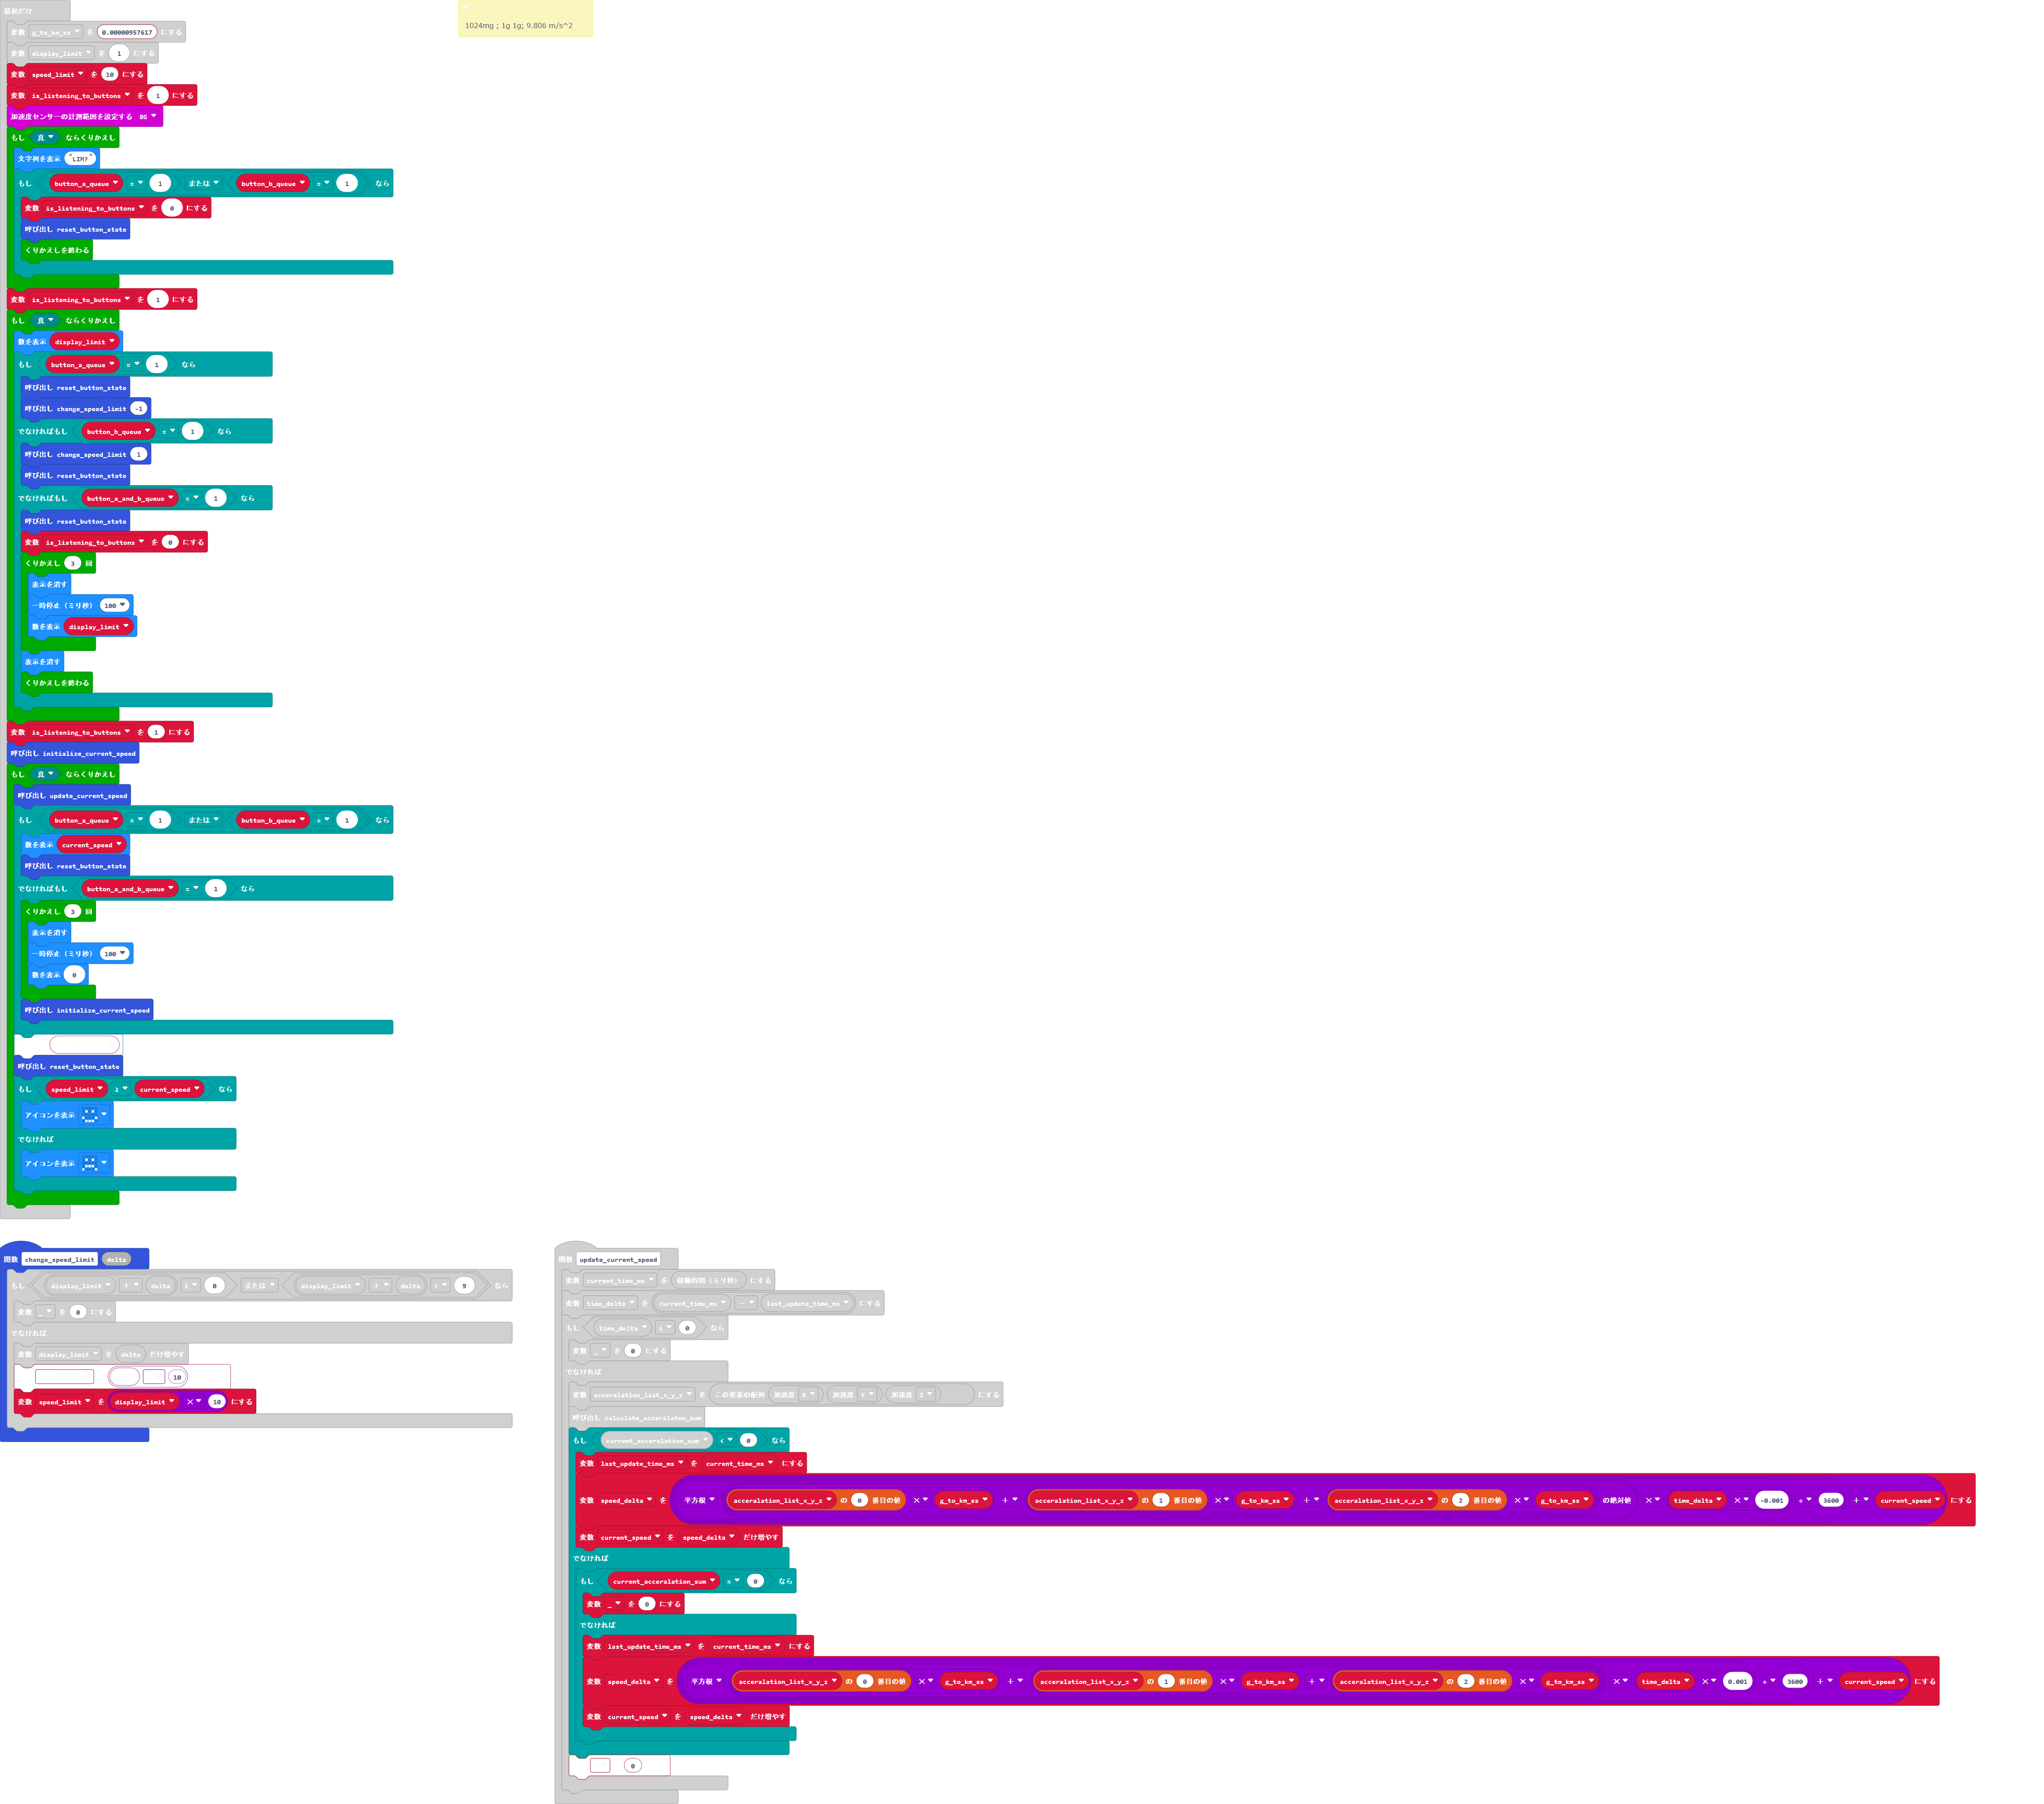 最初だけ
変数 g_to_km_ss を 0.00000957617 にする
変数 display_limit を 1 にする
変数 speed_limit を 10 にする
変数 is_listening_to_buttons を 1 にする
加速度センサーの計測範囲を設定する 8G
もし 真 ならくりかえし
文字列を表示 "LIM?"
もし button_a_queue = 1 または button_b_queue = 1 なら
変数 is_listening_to_buttons を 0 にする
呼び出し reset_button_state
くりかえしを終わる
変数 is_listening_to_buttons を 1 にする
もし 真 ならくりかえし
数を表示 display_limit
もし button_a_queue = 1 なら
呼び出し reset_button_state
呼び出し change_speed_limit -1
でなければもし button_b_queue = 1 なら
呼び出し change_speed_limit 1
呼び出し reset_button_state
でなければもし button_a_and_b_queue = 1 なら
呼び出し reset_button_state
変数 is_listening_to_buttons を 0 にする
くりかえし 3 回
表示を消す
一時停止（ミリ秒） 100
数を表示 display_limit
表示を消す
くりかえしを終わる
変数 is_listening_to_buttons を 1 にする
呼び出し initialize_current_speed
もし 真 ならくりかえし
呼び出し update_current_speed
もし button_a_queue = 1 または button_b_queue = 1 なら
数を表示 current_speed
呼び出し reset_button_state
でなければもし button_a_and_b_queue = 1 なら
くりかえし 3 回
表示を消す
一時停止（ミリ秒） 100
数を表示 0
呼び出し initialize_current_speed
呼び出し reset_button_state
もし speed_limit ≥ current_speed なら
アイコンを表示
でなければ
アイコンを表示
1024mg ; 1g 1g; 9.806 m/s^2
関数 change_speed_limit delta
もし display_limit + delta 0 または display_limit + delta 9 なら
変数 _ を 0 にする
でなければ
変数 display_limit を delta だけ増やす
10
変数 speed_limit を display_limit × 10 にする
関数 update_current_speed
変数 current_time_ms を 稼働時間（ミリ秒） にする
変数 time_delta を current_time_ms - last_update_time_ms にする
もし time_delta 0 なら
変数 _ を 0 にする
でなければ
変数 acceralation_list_x_y_z を この要素の配列 加速度 X 加速度 Y 加速度 Z にする
呼び出し calculate_acceralaton_sum
もし current_acceralation_sum < 0 なら
変数 last_update_time_ms を current_time_ms にする
変数 speed_delta を 平方根 acceralation_list_x_y_z の 0 番目の値 × g_to_km_ss + acceralation_list_x_y_z の 1 番目の値 × g_to_km_ss + acceralation_list_x_y_z の 2 番目の値 × g_to_km_ss の絶対値 × time_delta × -0.001 ÷ 3600 + current_speed にする
変数 current_speed を speed_delta だけ増やす
でなければ
もし current_acceralation_sum = 0 なら
変数 _ を 0 にする
でなければ
変数 last_update_time_ms を current_time_ms にする
変数 speed_delta を 平方根 acceralation_list_x_y_z の 0 番目の値 × g_to_km_ss + acceralation_list_x_y_z の 1 番目の値 × g_to_km_ss + acceralation_list_x_y_z の 2 番目の値 × g_to_km_ss × time_delta × 0.001 ÷ 3600 + current_speed にする
変数 current_speed を speed_delta だけ増やす
0